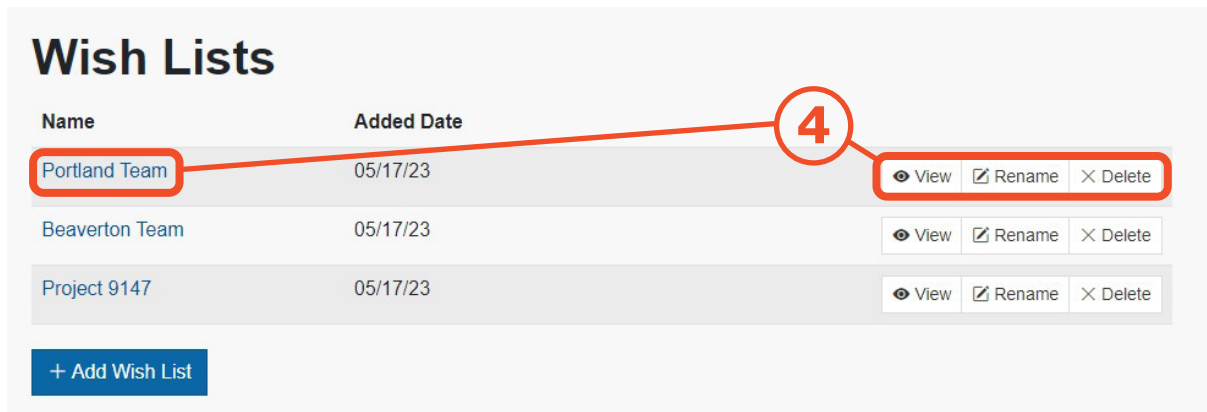 Wish Lists
Name Added Date
4
Portland Team 05/17/23 View Rename Delete
Beaverton Team 05/17/23 View Rename Delete
Project 9147 05/17/23 View Rename Delete
+ Add Wish List